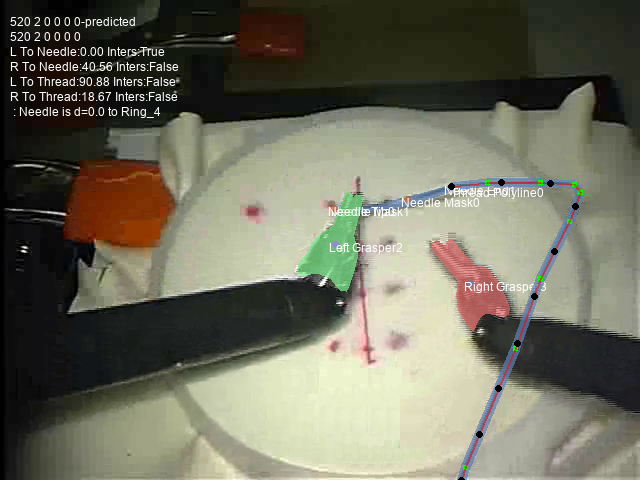 520 2 0 0 0 0-predicted
520 2 0 0 0 0
L To Needle:0.00 Inters:True
R To Needle:40.56 Inters:False
L To Thread:90.88 Inters:False
R To Thread:18.67 Inters:False
: Needle is d=0.0 to Ring_4
Thread Polyline0
Needle Mask0
Left Grasper2
Right Grasper3